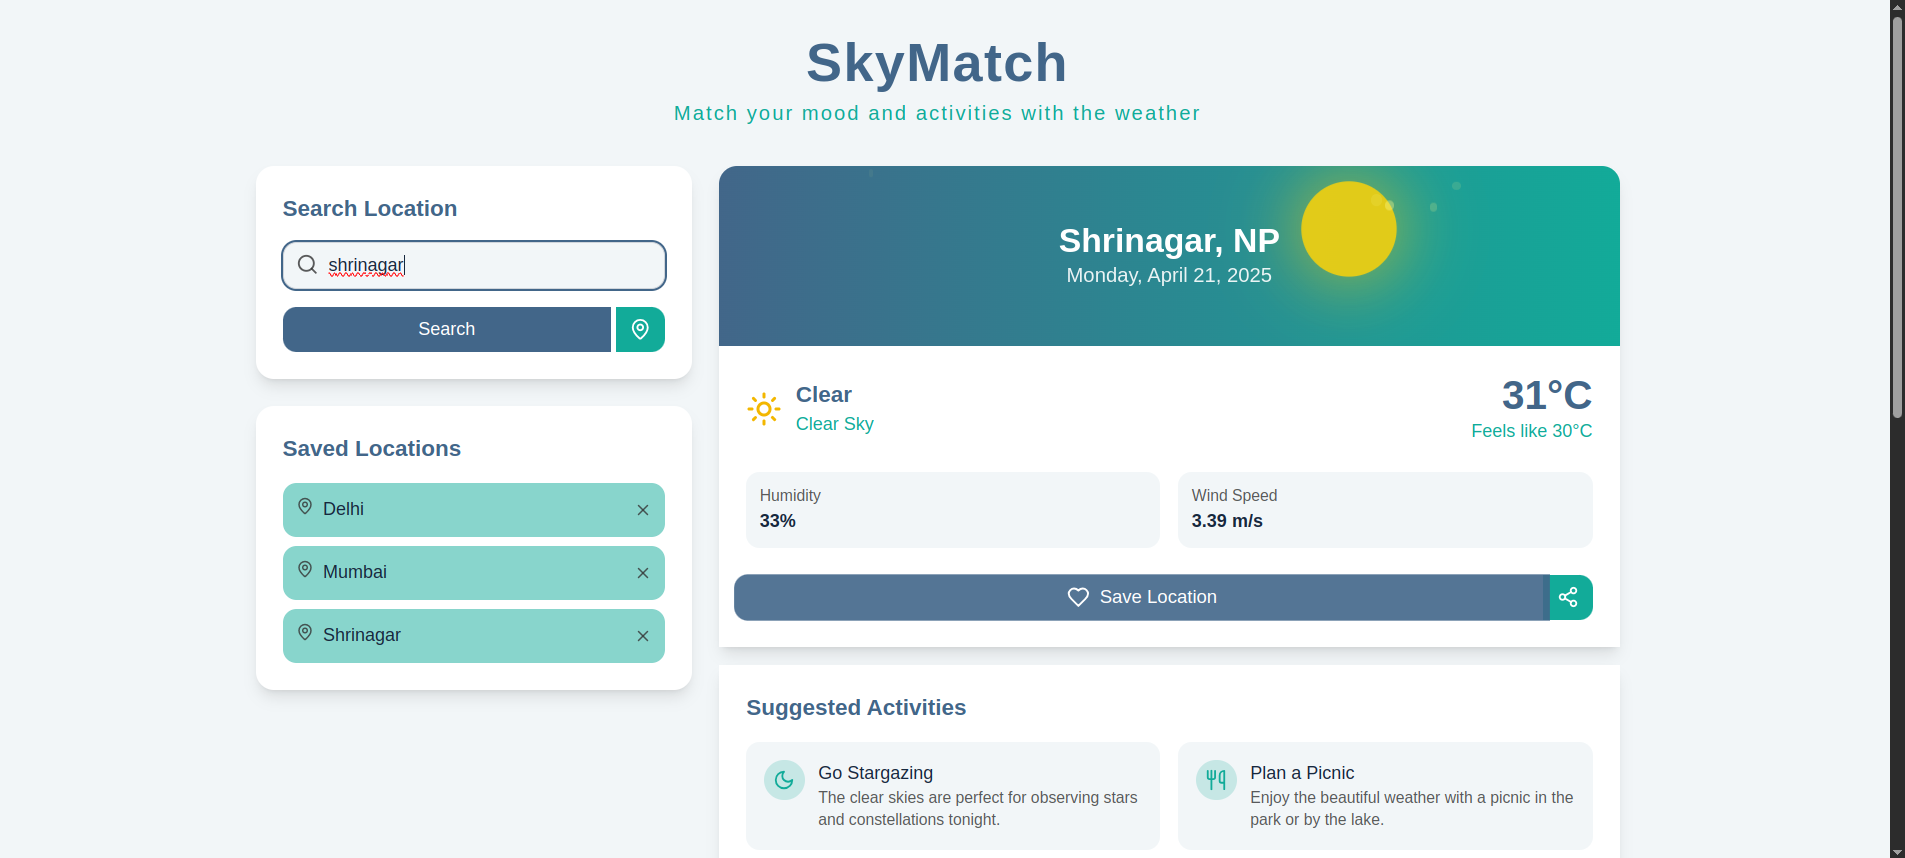 SkyMatch
Match your mood and activities with the weather
Search Location
shrinagar
Search
Saved Locations
Delhi
Mumbai
Shrinagar
Shrinagar, NP
Monday, April 21, 2025
Clear
Clear Sky
31°C
Feels like 30°C
Humidity
33%
Wind Speed
3.39 m/s
Save Location
Suggested Activities
Go Stargazing
The clear skies are perfect for observing stars
and constellations tonight.
Plan a Picnic
Enjoy the beautiful weather with a picnic in the
park or by the lake.